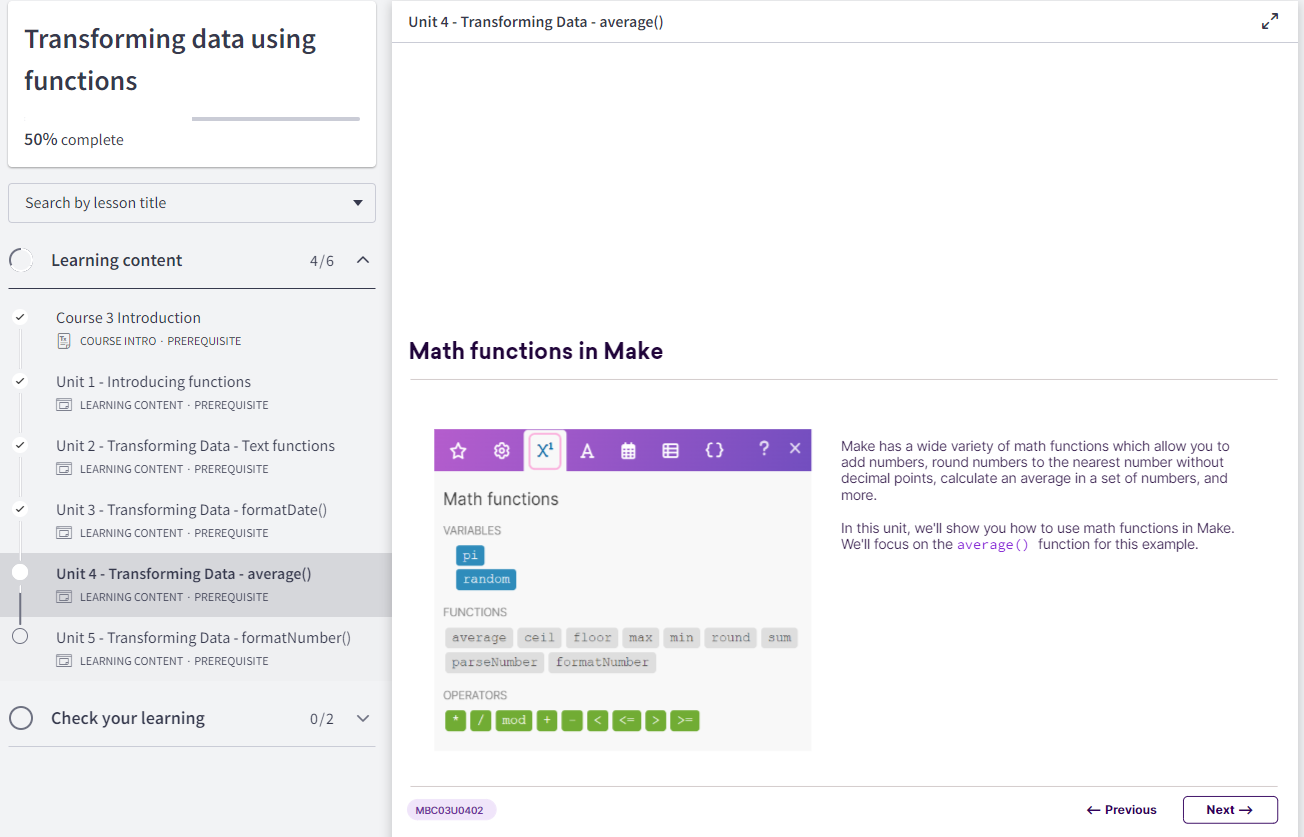 Transforming data using
functions
50% complete
Search by lesson title
Learning content 4/6
Course 3 Introduction
COURSE INTRO · PREREQUISITE
Unit 1 - Introducing functions
LEARNING CONTENT · PREREQUISITE
Unit 2 - Transforming Data - Text functions
LEARNING CONTENT · PREREQUISITE
Unit 3 - Transforming Data - formatDate()
LEARNING CONTENT · PREREQUISITE
Unit 4 - Transforming Data - average()
LEARNING CONTENT · PREREQUISITE
Unit 5 - Transforming Data - formatNumber()
LEARNING CONTENT · PREREQUISITE
Check your learning 0/2
Unit 4 - Transforming Data - average()
Math functions in Make
X¹ A { } ? ×
Math functions
VARIABLES
pi
random
FUNCTIONS
average ceil floor max min round sum
parseNumber formatNumber
OPERATORS
* / mod + - < <= > >=
Make has a wide variety of math functions which allow you to
add numbers, round numbers to the nearest number without
decimal points, calculate an average in a set of numbers, and
more.
In this unit, we'll show you how to use math functions in Make.
We'll focus on the average() function for this example.
MBC03U0402
← Previous
Next →